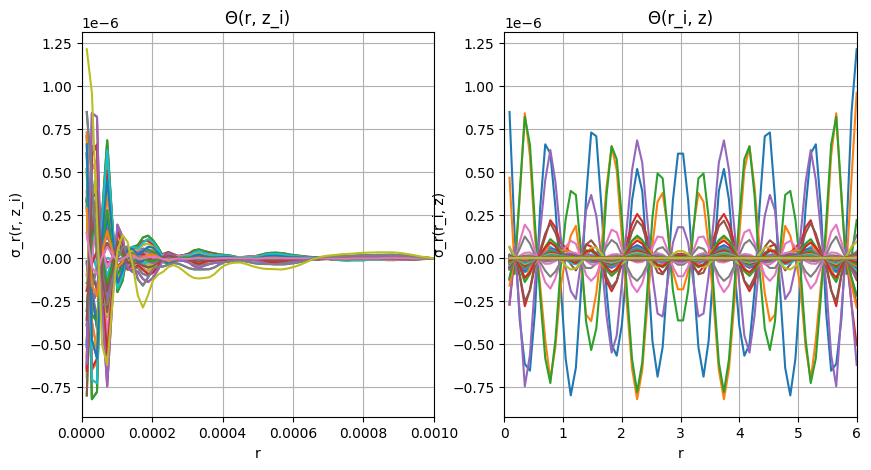 Θ(r, z_i)
1e−6
σ_r(r, z_i)
1.25
1.00
0.75
0.50
0.25
0.00
−0.25
−0.50
−0.75
0.0000 0.0002 0.0004 0.0006 0.0008 0.0010
r
Θ(r_i, z)
1e−6
σ_r(r_i, z)
1.25
1.00
0.75
0.50
0.25
0.00
−0.25
−0.50
−0.75
0 1 2 3 4 5 6
r